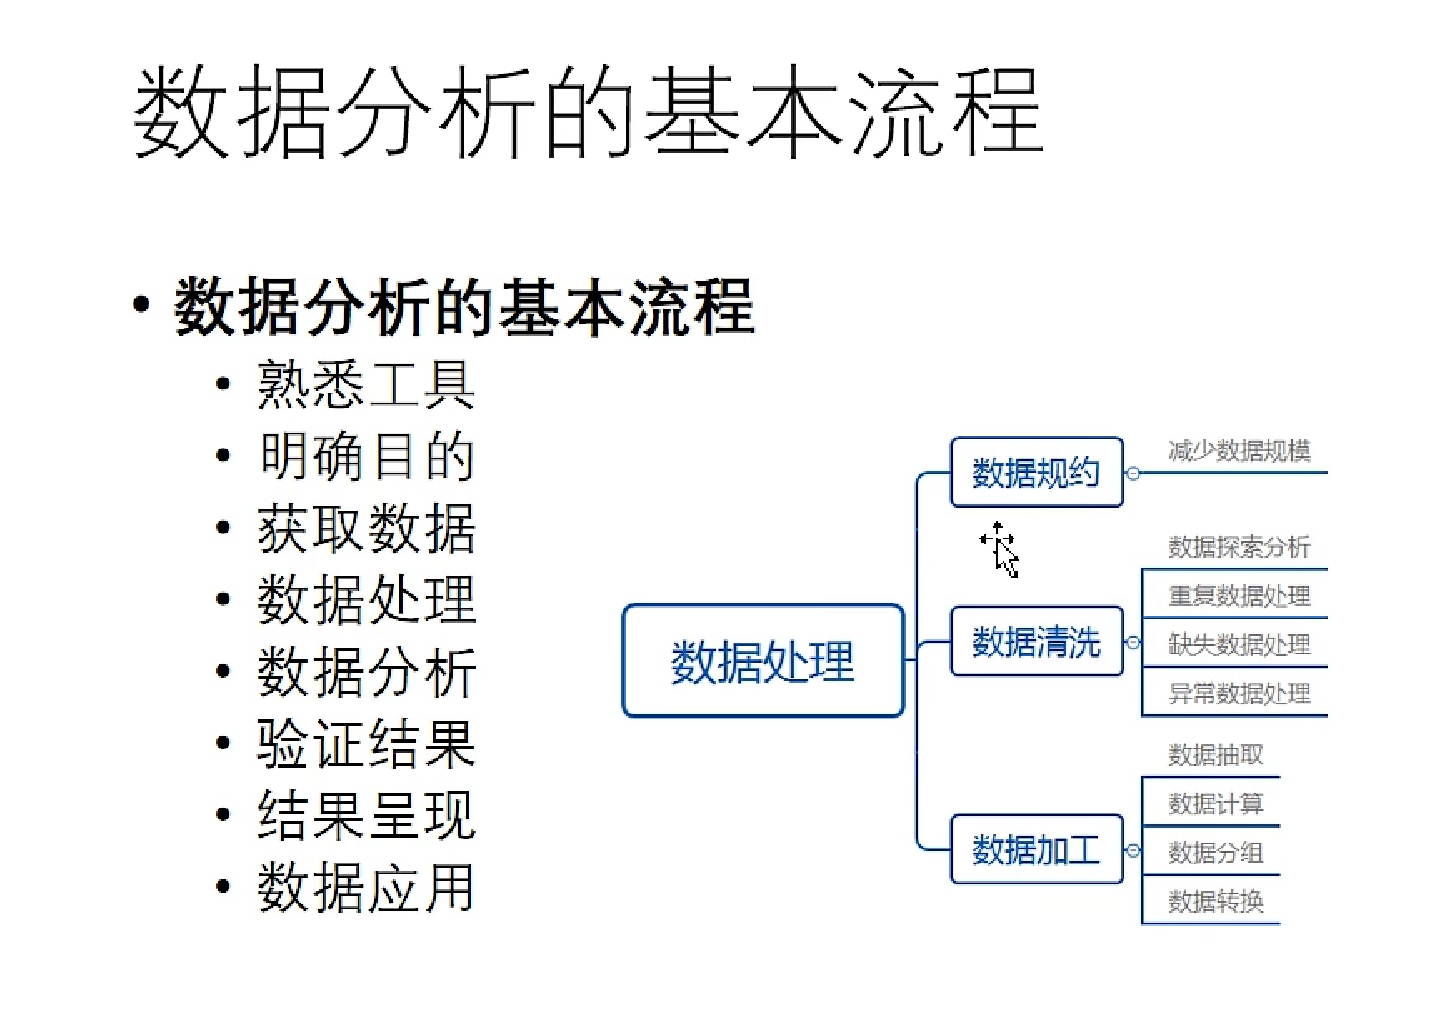 数据分析的基本流程
数据分析的基本流程
熟悉工具
明确目的
获取数据
数据处理
数据分析
验证结果
结果呈现
数据应用
数据处理
数据规约
减少数据规模
数据清洗
数据探索分析
重复数据处理
缺失数据处理
异常数据处理
数据加工
数据抽取
数据计算
数据分组
数据转换